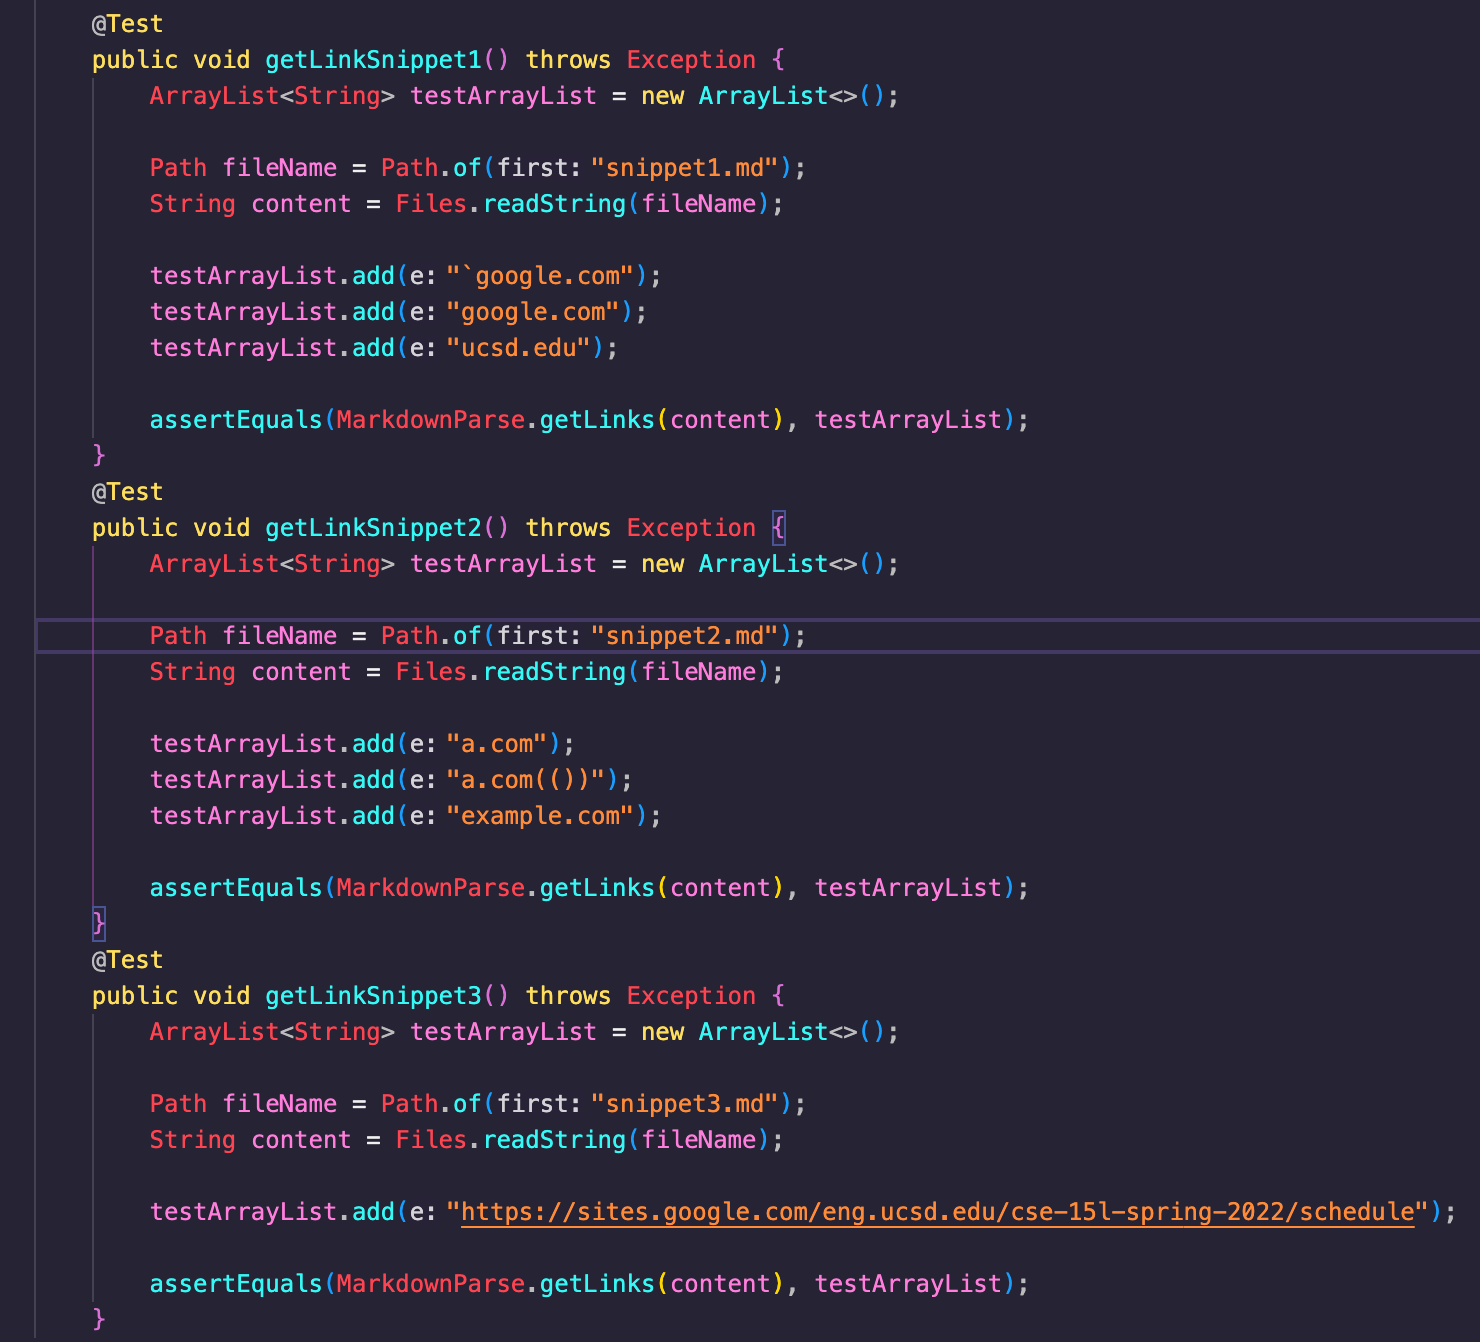 @Test
public void getLinkSnippet1() throws Exception {
ArrayList<String> testArrayList = new ArrayList<>();
Path fileName = Path.of(first: "snippet1.md");
String content = Files.readString(fileName);
testArrayList.add(e: "`google.com");
testArrayList.add(e: "google.com");
testArrayList.add(e: "ucsd.edu");
assertEquals(MarkdownParse.getLinks(content), testArrayList);
}
@Test
public void getLinkSnippet2() throws Exception {
ArrayList<String> testArrayList = new ArrayList<>();
Path fileName = Path.of(first: "snippet2.md");
String content = Files.readString(fileName);
testArrayList.add(e: "a.com");
testArrayList.add(e: "a.com(())");
testArrayList.add(e: "example.com");
assertEquals(MarkdownParse.getLinks(content), testArrayList);
}
@Test
public void getLinkSnippet3() throws Exception {
ArrayList<String> testArrayList = new ArrayList<>();
Path fileName = Path.of(first: "snippet3.md");
String content = Files.readString(fileName);
testArrayList.add(e: "https://sites.google.com/eng.ucsd.edu/cse-15l-spring-2022/schedule");
assertEquals(MarkdownParse.getLinks(content), testArrayList);
}